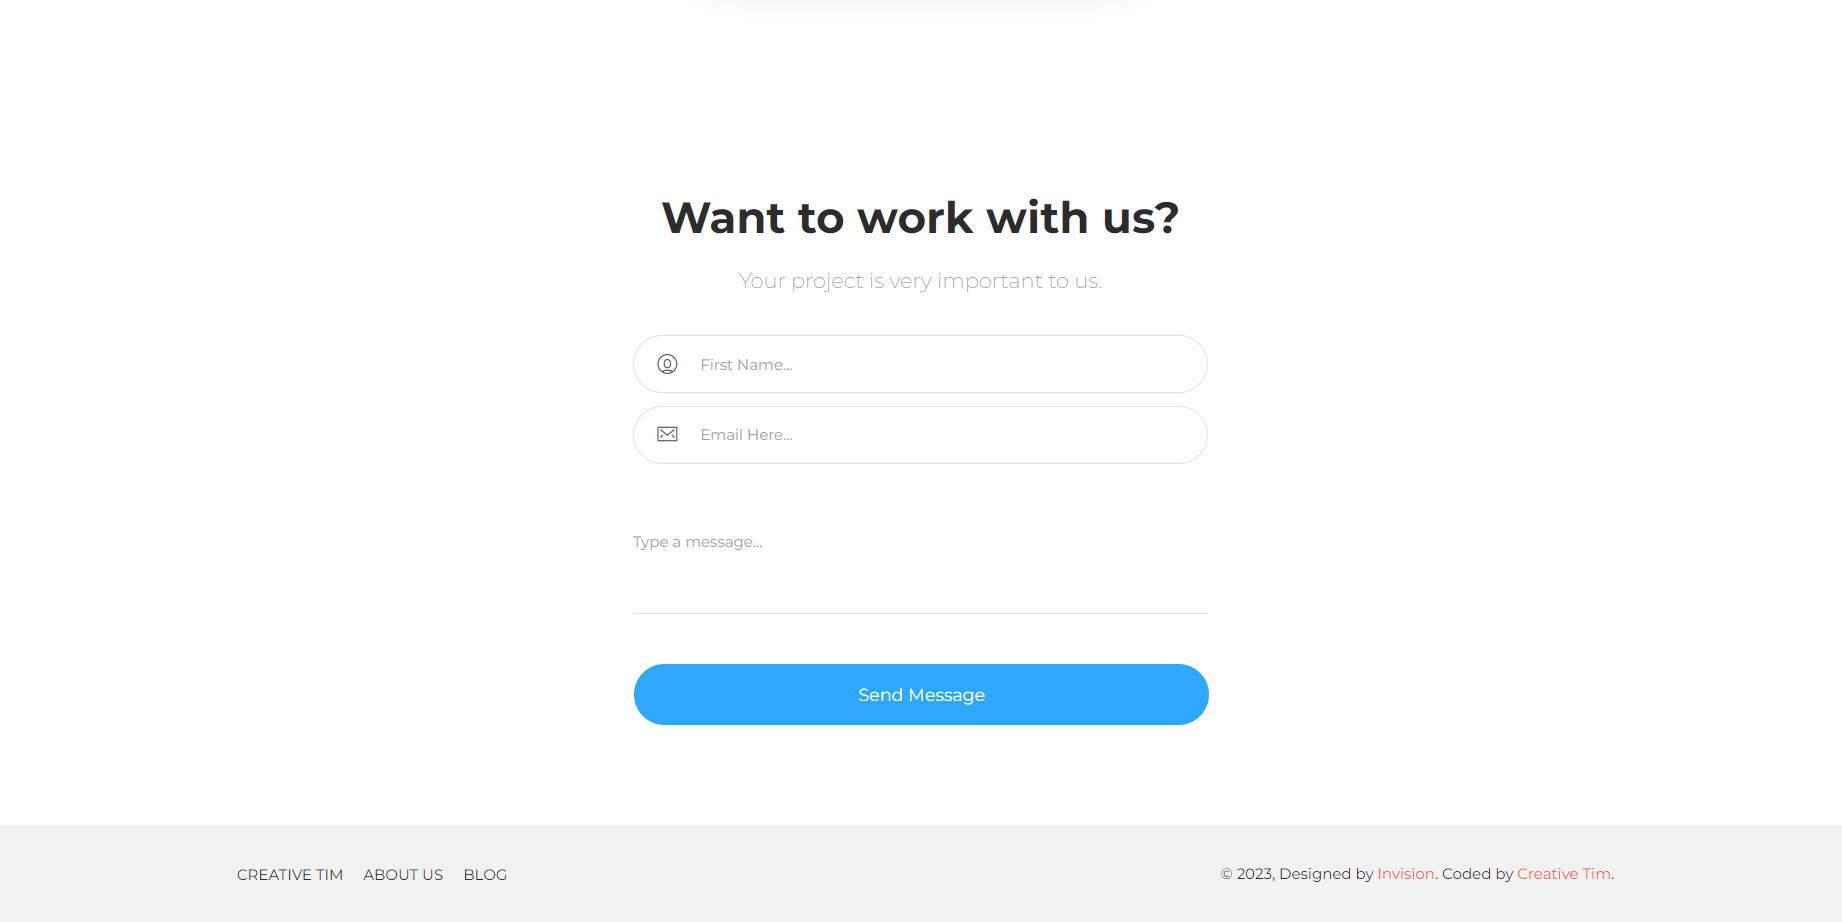 Want to work with us?
Your project is very important to us.
First Name...
Email Here...
Type a message...
Send Message
CREATIVE TIM ABOUT US BLOG
© 2023, Designed by Invision. Coded by Creative Tim.